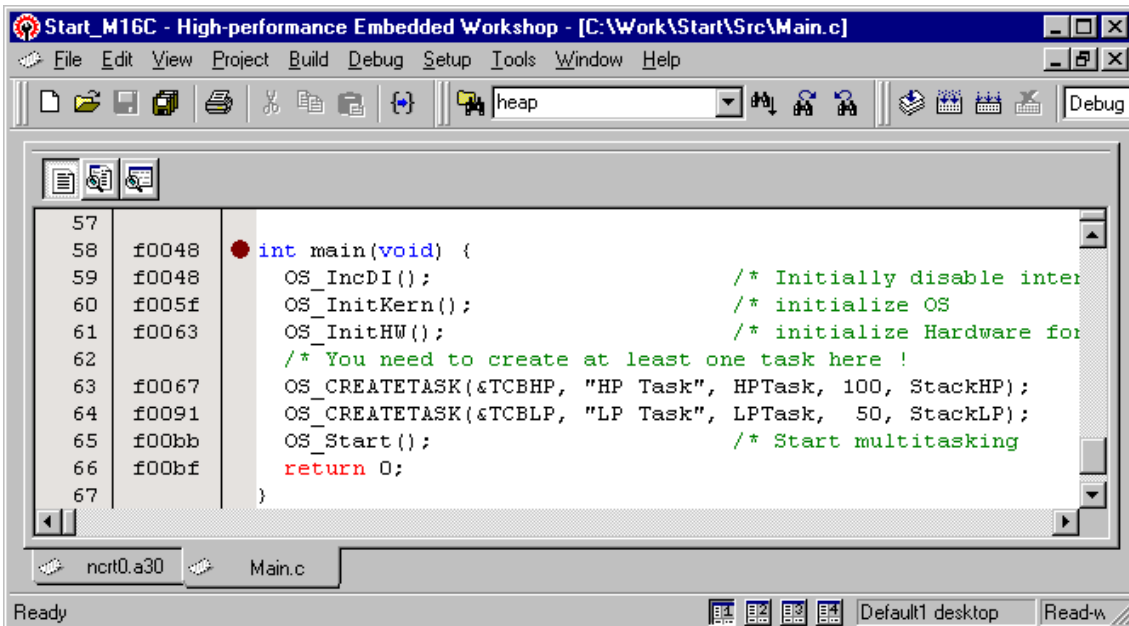 Start_M16C - High-performance Embedded Workshop - [C:\Work\Start\Src\Main.c]
File Edit View Project Build Debug Setup Tools Window Help
heap Debug
57
58 f0048 int main(void) {
59 f0048 OS_IncDI(); /* Initially disable inter
60 f005f OS_InitKern(); /* initialize OS
61 f0063 OS_InitHW(); /* initialize Hardware for
62 /* You need to create at least one task here !
63 f0067 OS_CREATETASK(&TCBHP, "HP Task", HPTask, 100, StackHP);
64 f0091 OS_CREATETASK(&TCBLP, "LP Task", LPTask, 50, StackLP);
65 f00bb OS_Start(); /* Start multitasking
66 f00bf return 0;
67 }
ncrt0.a30 Main.c
Ready 1 2 3 4 Default1 desktop Read-w